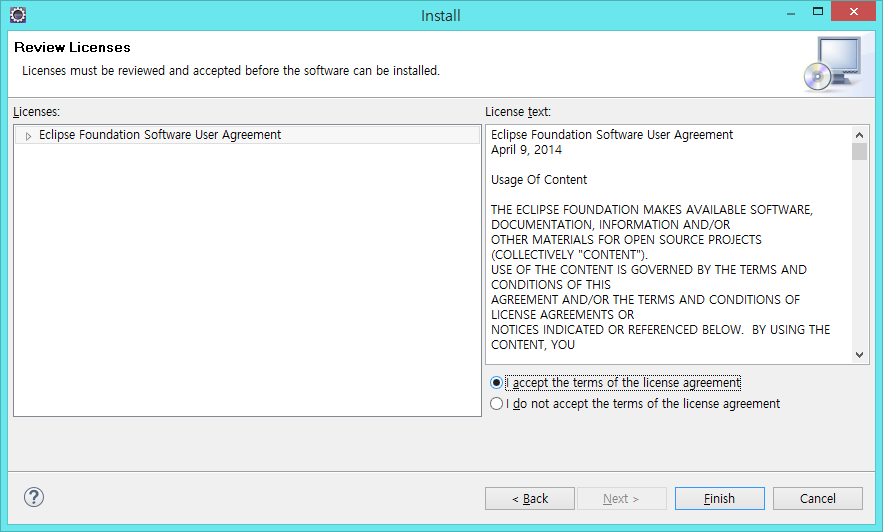 Install
Review Licenses
Licenses must be reviewed and accepted before the software can be installed.
Licenses:
Eclipse Foundation Software User Agreement
License text:
Eclipse Foundation Software User Agreement
April 9, 2014
Usage Of Content
THE ECLIPSE FOUNDATION MAKES AVAILABLE SOFTWARE,
DOCUMENTATION, INFORMATION AND/OR
OTHER MATERIALS FOR OPEN SOURCE PROJECTS
(COLLECTIVELY "CONTENT").
USE OF THE CONTENT IS GOVERNED BY THE TERMS AND
CONDITIONS OF THIS
AGREEMENT AND/OR THE TERMS AND CONDITIONS OF
LICENSE AGREEMENTS OR
NOTICES INDICATED OR REFERENCED BELOW.  BY USING THE
CONTENT, YOU
I accept the terms of the license agreement
I do not accept the terms of the license agreement
?
< Back
Next >
Finish
Cancel